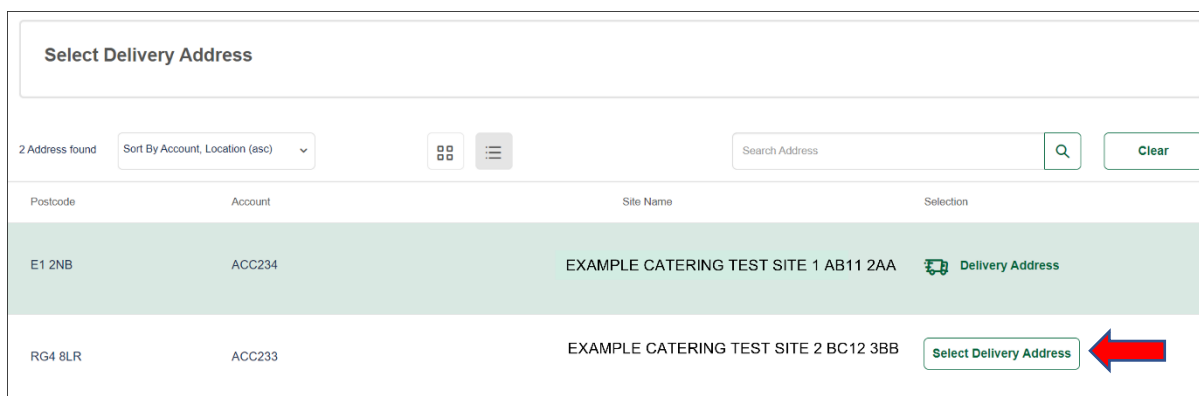 Select Delivery Address
2 Address found Sort By Account, Location (asc) Search Address Clear
Postcode Account Site Name Selection
E1 2NB ACC234 EXAMPLE CATERING TEST SITE 1 AB11 2AA Delivery Address
RG4 8LR ACC233 EXAMPLE CATERING TEST SITE 2 BC12 3BB Select Delivery Address